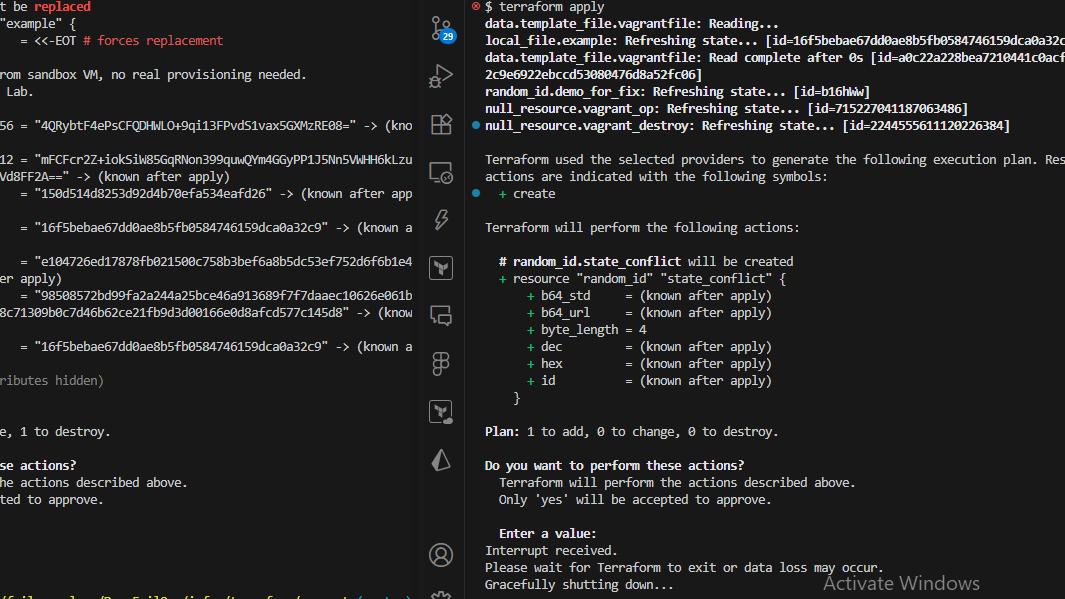 t be replaced
"example" {
= <<-EOT # forces replacement
rom sandbox VM, no real provisioning needed.
Lab.
56 = "4QRybtF4ePsCFQDHWLO+9qi13FPvdS1vax5GXMzRE08=" -> (kno
12 = "mFCFcr2Z+iokSiW85GqRNon399quwQYm4GGyPP1J5Nn5VWHH6kLzu
Vd8FF2A==" -> (known after apply)
= "150d514d8253d92d4b70efa534eafd26" -> (known after app
= "16f5bebae67dd0ae8b5fb0584746159dca0a32c9" -> (known a
= "e104726ed17878fb021500c758b3bef6a8b5dc53ef752d6f6b1e4
er apply)
= "98508572bd99fa2a244a25bce46a913689f7f7daaec10626e061b
8c71309b0c7d46b62ce21fb9d3d00166e0d8afcd577c145d8" -> (know
= "16f5bebae67dd0ae8b5fb0584746159dca0a32c9" -> (known a
ributes hidden)
e, 1 to destroy.
se actions?
he actions described above.
ted to approve.
29
$ terraform apply
data.template_file.vagrantfile: Reading...
local_file.example: Refreshing state... [id=16f5bebae67dd0ae8b5fb0584746159dca0a32c
data.template_file.vagrantfile: Read complete after 0s [id=a0c22a228bea7210441c0acf
2c9e6922ebccd53080476d8a52fc06]
random_id.demo_for_fix: Refreshing state... [id=b16hWw]
null_resource.vagrant_op: Refreshing state... [id=715227041187063486]
null_resource.vagrant_destroy: Refreshing state... [id=2244555611120226384]
Terraform used the selected providers to generate the following execution plan. Res
actions are indicated with the following symbols:
+ create
Terraform will perform the following actions:
# random_id.state_conflict will be created
+ resource "random_id" "state_conflict" {
+ b64_std = (known after apply)
+ b64_url = (known after apply)
+ byte_length = 4
+ dec = (known after apply)
+ hex = (known after apply)
+ id = (known after apply)
}
Plan: 1 to add, 0 to change, 0 to destroy.
Do you want to perform these actions?
Terraform will perform the actions described above.
Only 'yes' will be accepted to approve.
Enter a value:
Interrupt received.
Please wait for Terraform to exit or data loss may occur.
Gracefully shutting down...
Activate Windows